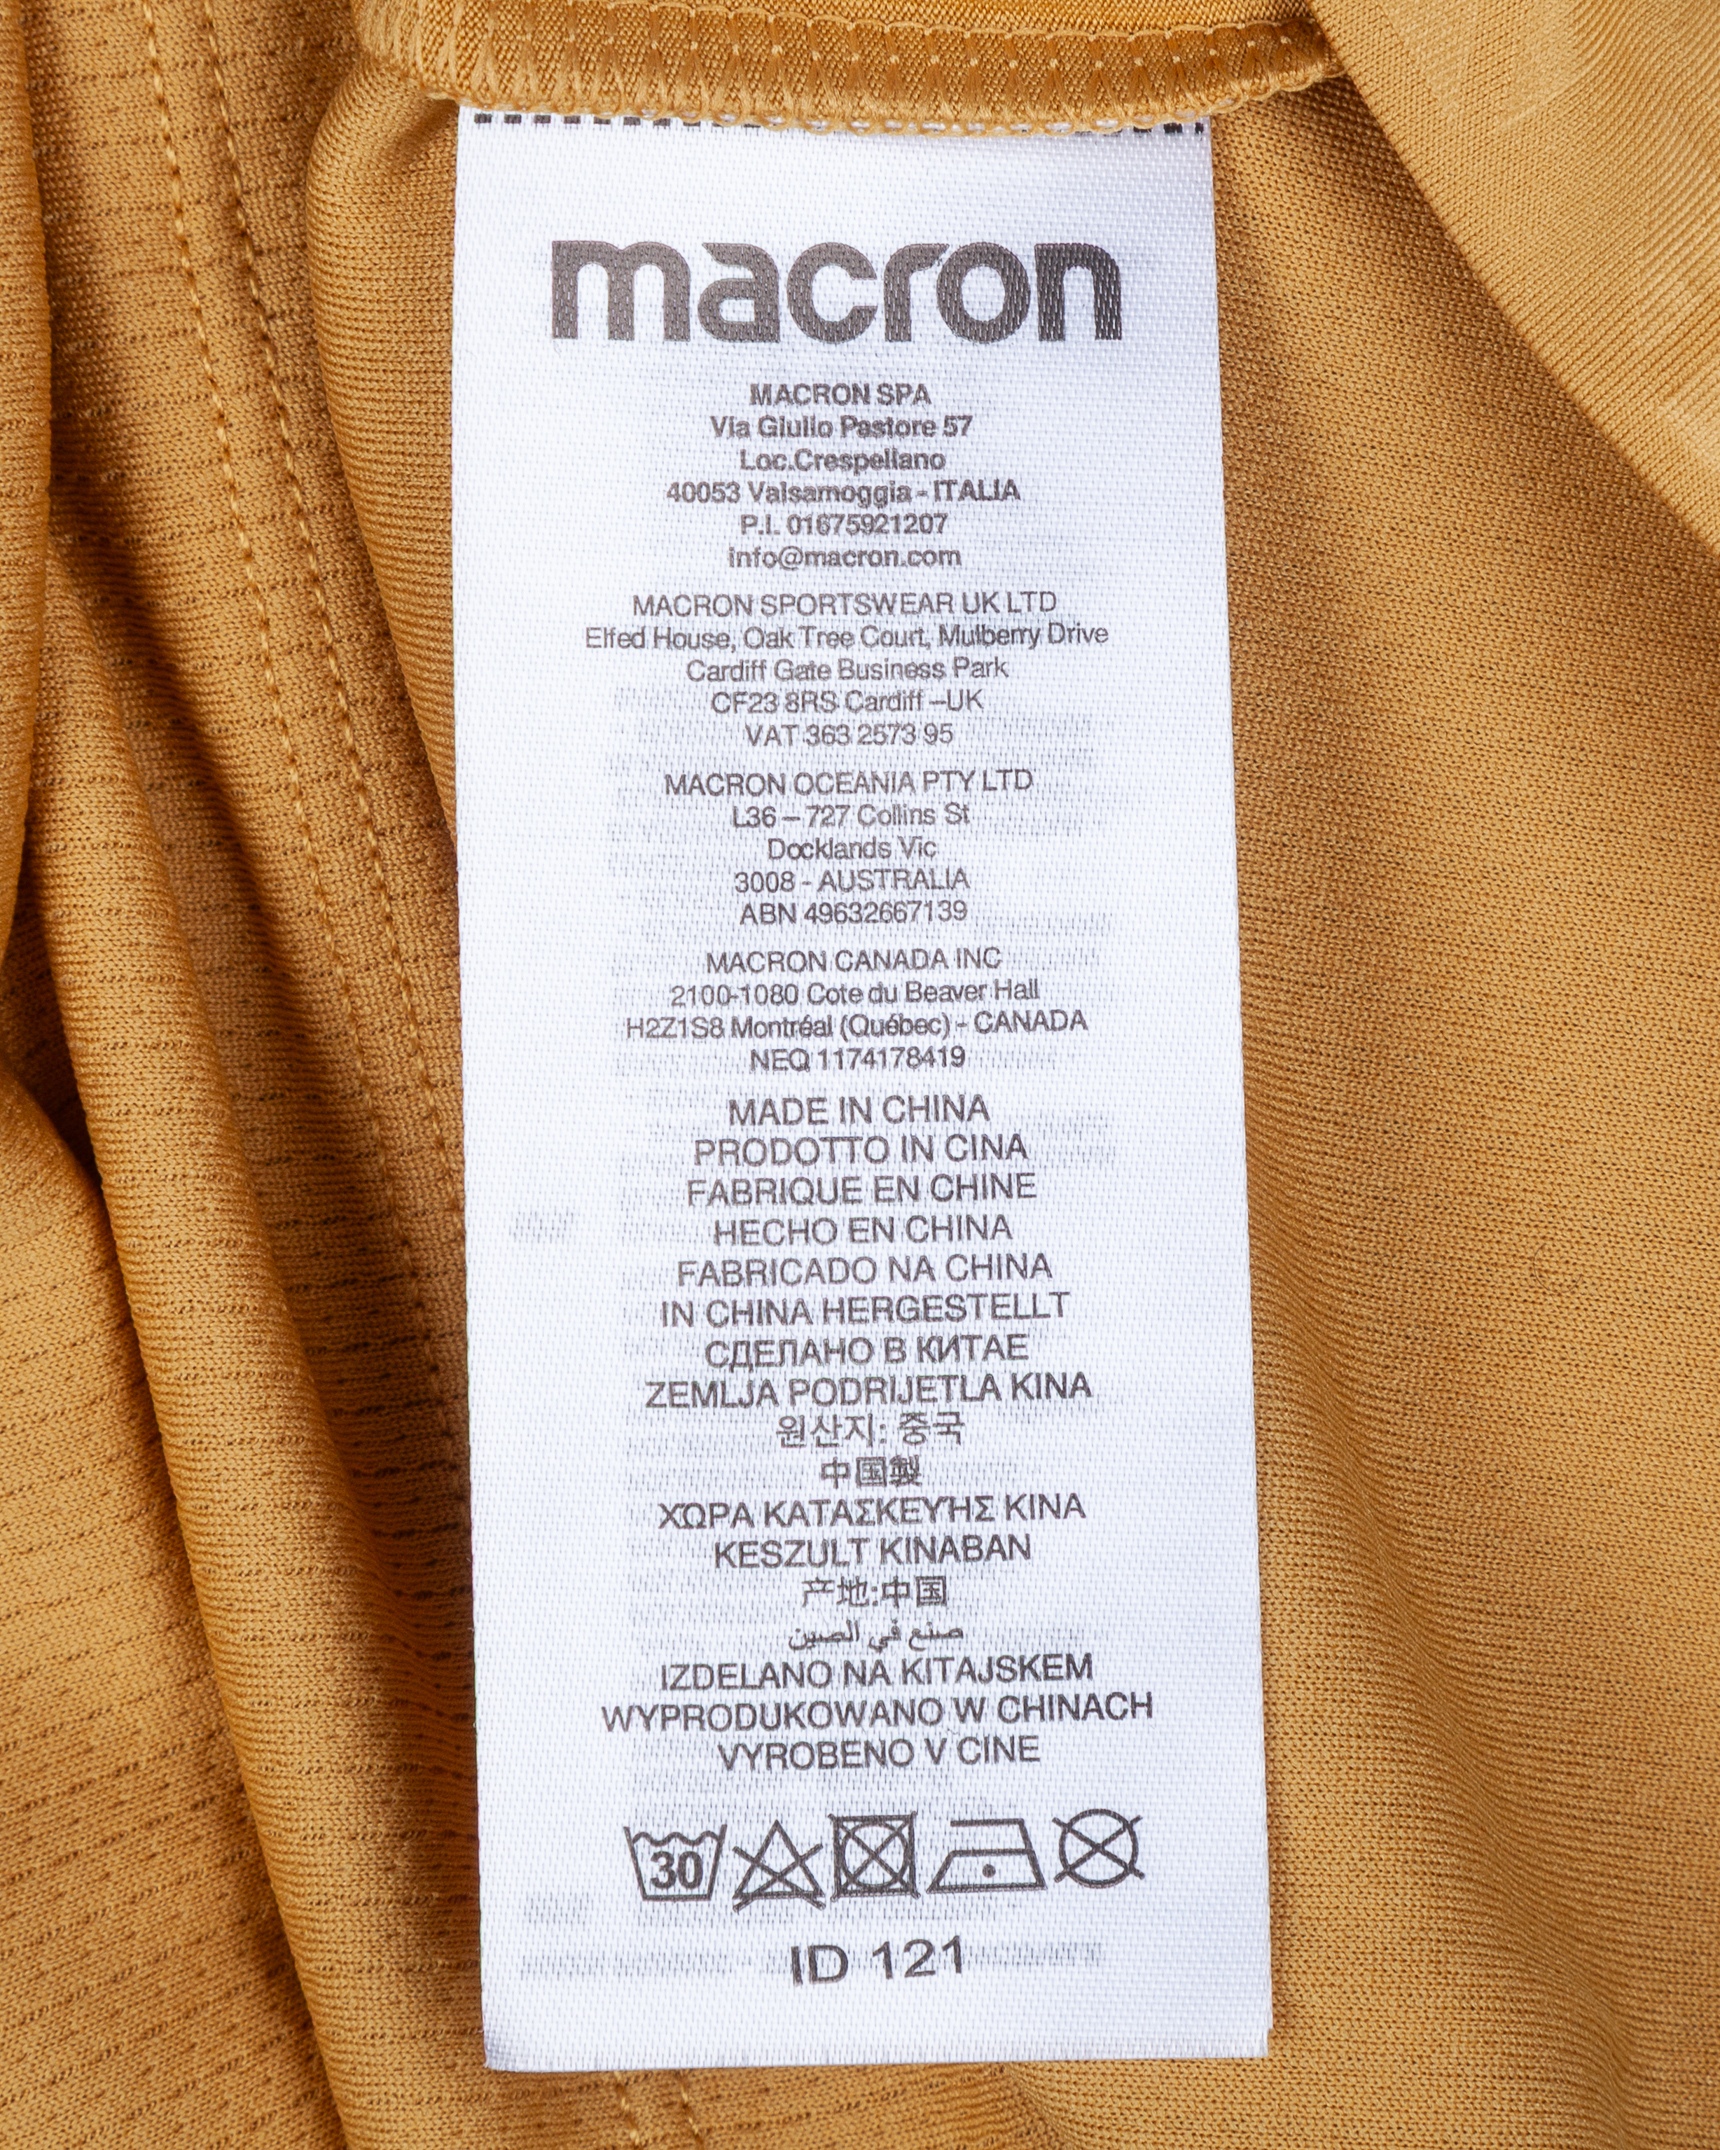 macron
MACRON SPA
Via Giulio Pastore 57
Loc.Crespellano
40053 Valsamoggia - ITALIA
P.I. 01675921207
info@macron.com
MACRON SPORTSWEAR UK LTD
Elfed House, Oak Tree Court, Mulberry Drive
Cardiff Gate Business Park
CF23 8RS Cardiff –UK
VAT 363 2573 95
MACRON OCEANIA PTY LTD
L36 – 727 Collins St
Docklands Vic
3008 - AUSTRALIA
ABN 49632667139
MACRON CANADA INC
2100-1080 Cote du Beaver Hall
H2Z1S8 Montréal (Québec) - CANADA
NEQ 1174178419
MADE IN CHINA
PRODOTTO IN CINA
FABRIQUE EN CHINE
HECHO EN CHINA
FABRICADO NA CHINA
IN CHINA HERGESTELLT
СДЕЛАНО В КИТАЕ
ZEMLJA PODRIJETLA KINA
원산지: 중국
中国製
ΧΏΡΑ ΚΑΤΑΣΚΕΥΉΣ ΚΙΝΑ
KESZULT KINABAN
产地:中国
صنع في الصين
IZDELANO NA KITAJSKEM
WYPRODUKOWANO W CHINACH
VYROBENO V CINE
30
ID 121